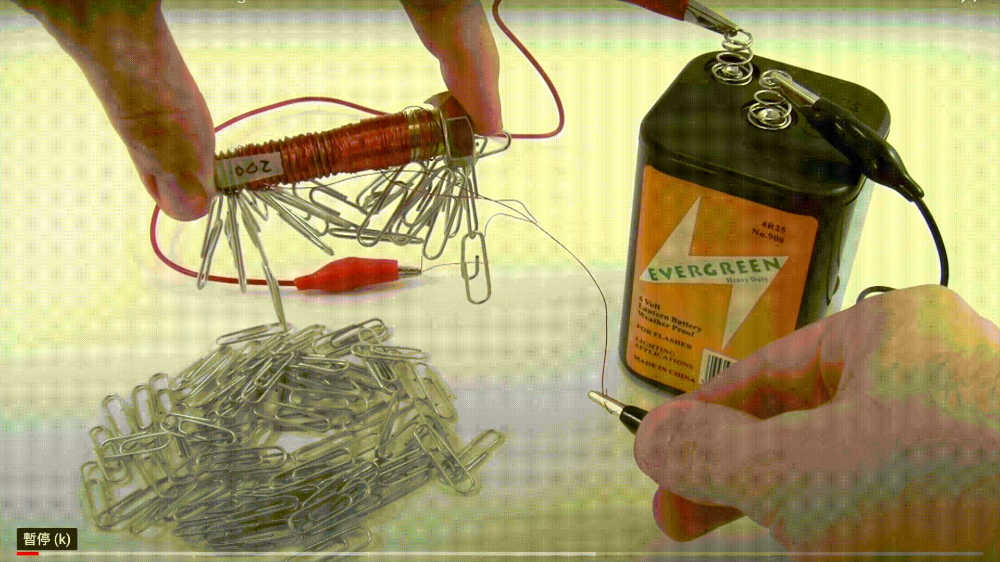 200
4R25
No.908
EVERGREEN
Heavy Duty
6 Volt
Lantern Battery
Weather Proof
FOR FLASHER
LIGHTING
APPLICATIONS
MADE IN CHINA
暫停 (k)